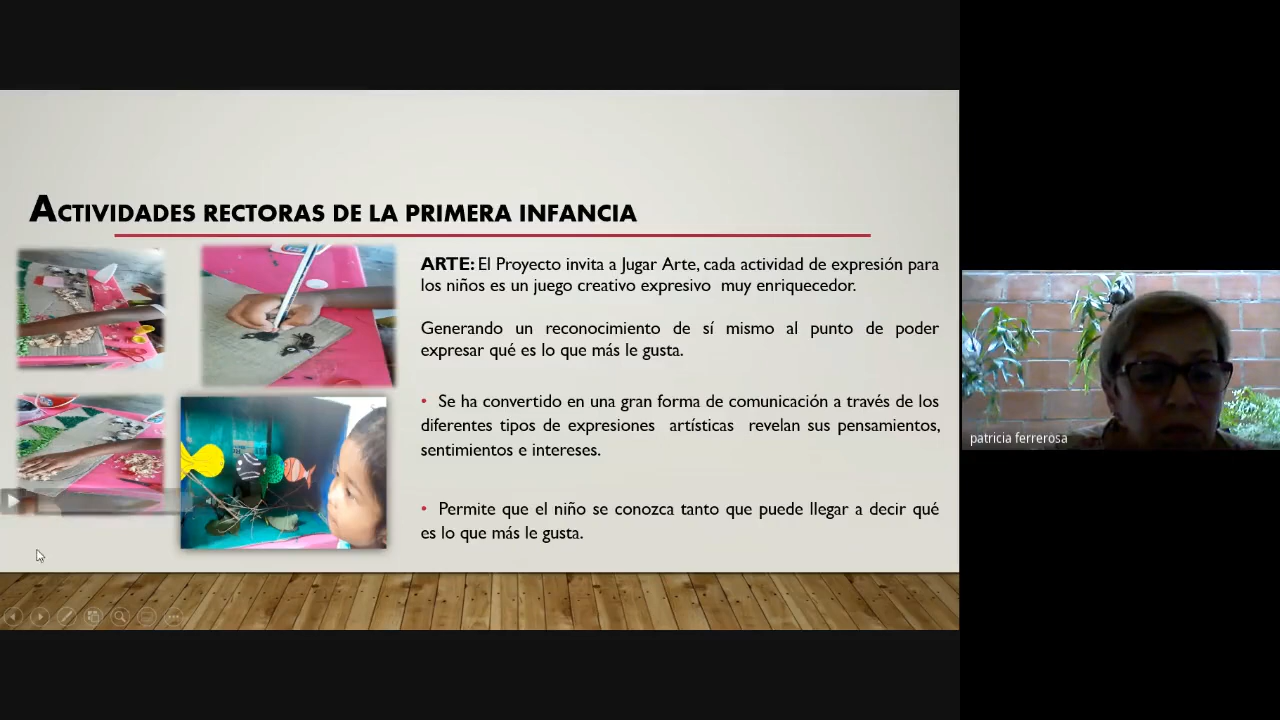 ACTIVIDADES RECTORAS DE LA PRIMERA INFANCIA
ARTE: El Proyecto invita a Jugar Arte, cada actividad de expresión para
los niños es un juego creativo expresivo muy enriquecedor.
Generando un reconocimiento de sí mismo al punto de poder
expresar qué es lo que más le gusta.
• Se ha convertido en una gran forma de comunicación a través de los
diferentes tipos de expresiones artísticas revelan sus pensamientos,
sentimientos e intereses.
• Permite que el niño se conozca tanto que puede llegar a decir qué
es lo que más le gusta.
patricia ferrerosa